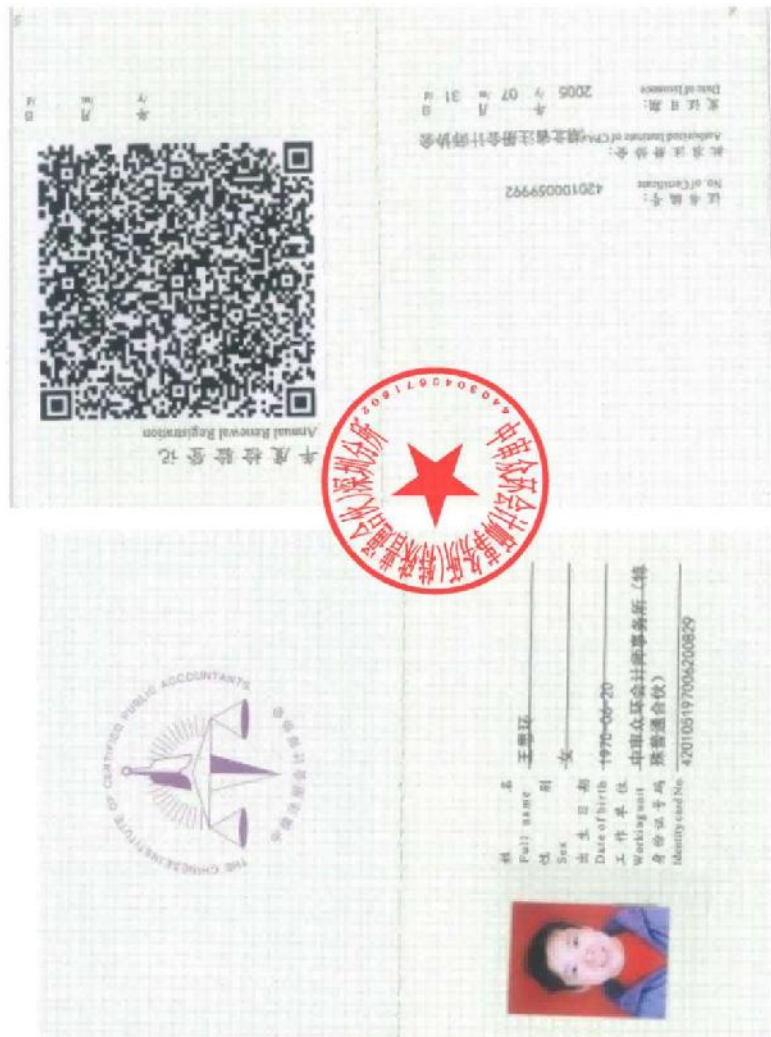 年度检验登记
Annual Renewal Registration
年 月 日
/y /m /d
证书编号：
No. of Certificate
420100059992
批准注册协会：
Authorized Institute of CPAs
湖北省注册会计师协会
发证日期：
Date of Issuance
2005 年 07 月 31 日
/y /m /d
中审众环会计师事务所(特殊普通合伙)深圳分所
THE CHINESE INSTITUTE OF CERTIFIED PUBLIC ACCOUNTANTS
中国注册会计师协会
姓名
Full name
王思环
性别
Sex
女
出生日期
Date of birth
1970-06-20
工作单位
Working unit
中审众环会计师事务所（特
殊普通合伙）
身份证号码
Identity card No.